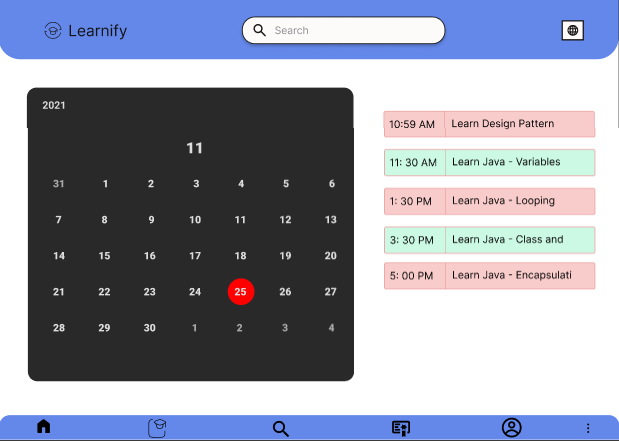 Learnify
Search
2021
11
31 1 2 3 4 5 6
7 8 9 10 11 12 13
14 15 16 17 18 19 20
21 22 23 24 25 26 27
28 29 30 1 2 3 4
10:59 AM Learn Design Pattern
11: 30 AM Learn Java - Variables
1: 30 PM Learn Java - Looping
3: 30 PM Learn Java - Class and
5: 00 PM Learn Java - Encapsulati